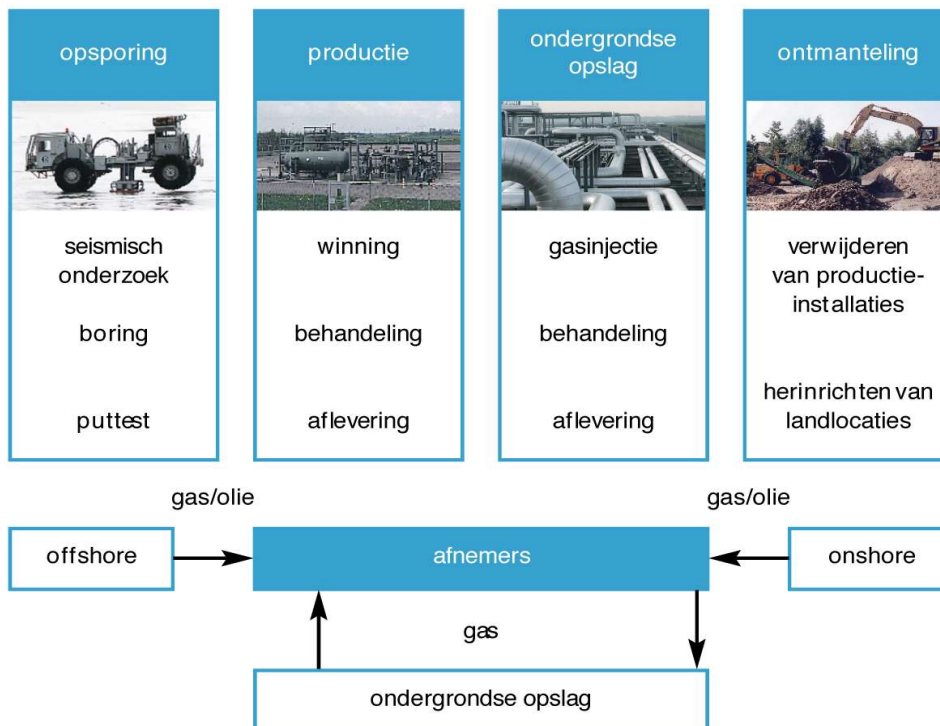 opsporing
seismisch
onderzoek
boring
puttest
productie
winning
behandeling
aflevering
ondergrondse
opslag
gasinjectie
behandeling
aflevering
ontmanteling
verwijderen
van productie-
installaties
herinrichten van
landlocaties
gas/olie
gas/olie
offshore
afnemers
onshore
gas
ondergrondse opslag